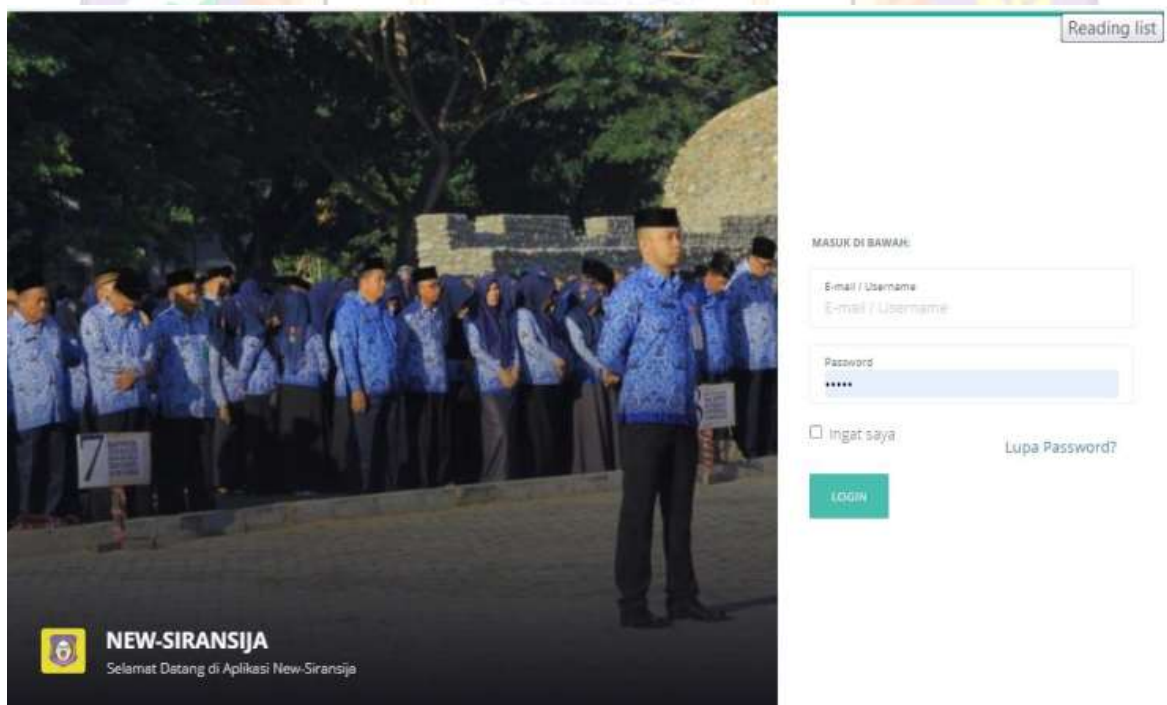 Reading list
MASUK DI BAWAH:
E-mail / Username
E-mail / Username
Password
•••••
Ingat saya
Lupa Password?
LOGIN
7
NEW-SIRANSIJA
Selamat Datang di Aplikasi New-Siransija